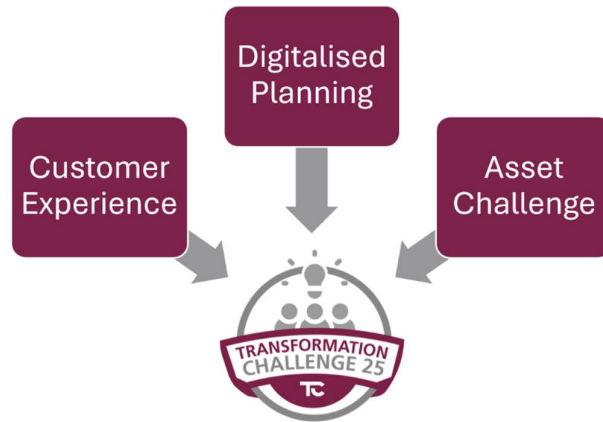 Digitalised
Planning
Customer
Experience
Asset
Challenge
TRANSFORMATION
CHALLENGE 25
TC